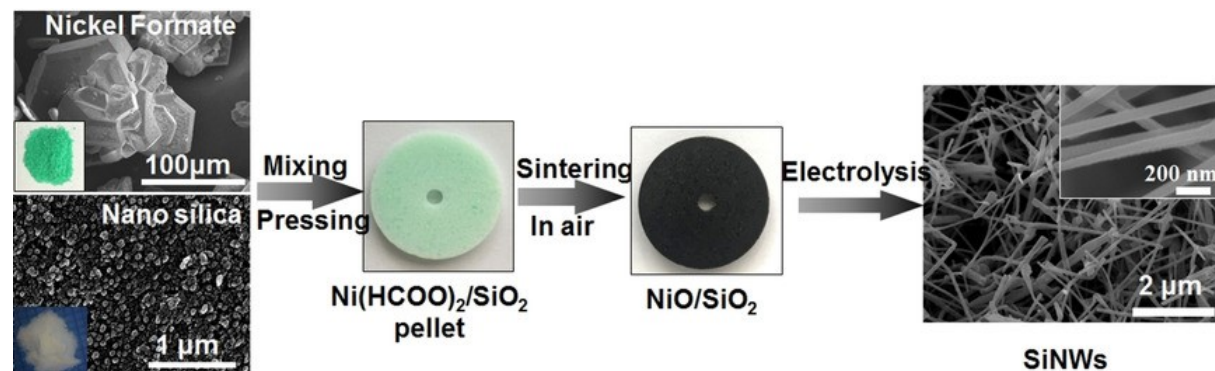 Nickel Formate
100µm
Nano silica
1 µm
Mixing
Pressing
Ni(HCOO)₂/SiO₂
pellet
Sintering
In air
NiO/SiO₂
Electrolysis
200 nm
2 µm
SiNWs